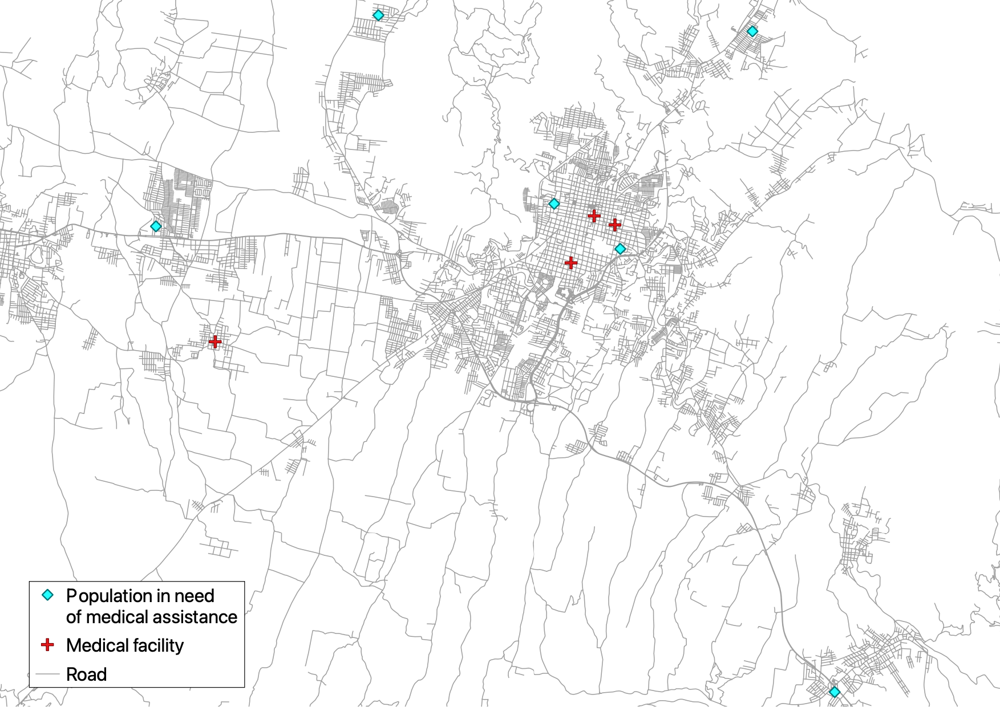 Population in need
of medical assistance
Medical facility
Road